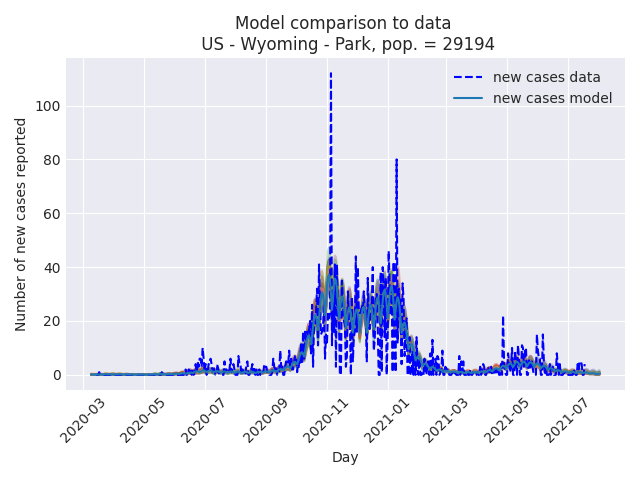 Model comparison to data
US - Wyoming - Park, pop. = 29194
new cases data
new cases model
Number of new cases reported
100
80
60
40
20
0
2020-03
2020-05
2020-07
2020-09
2020-11
2021-01
2021-03
2021-05
2021-07
Day